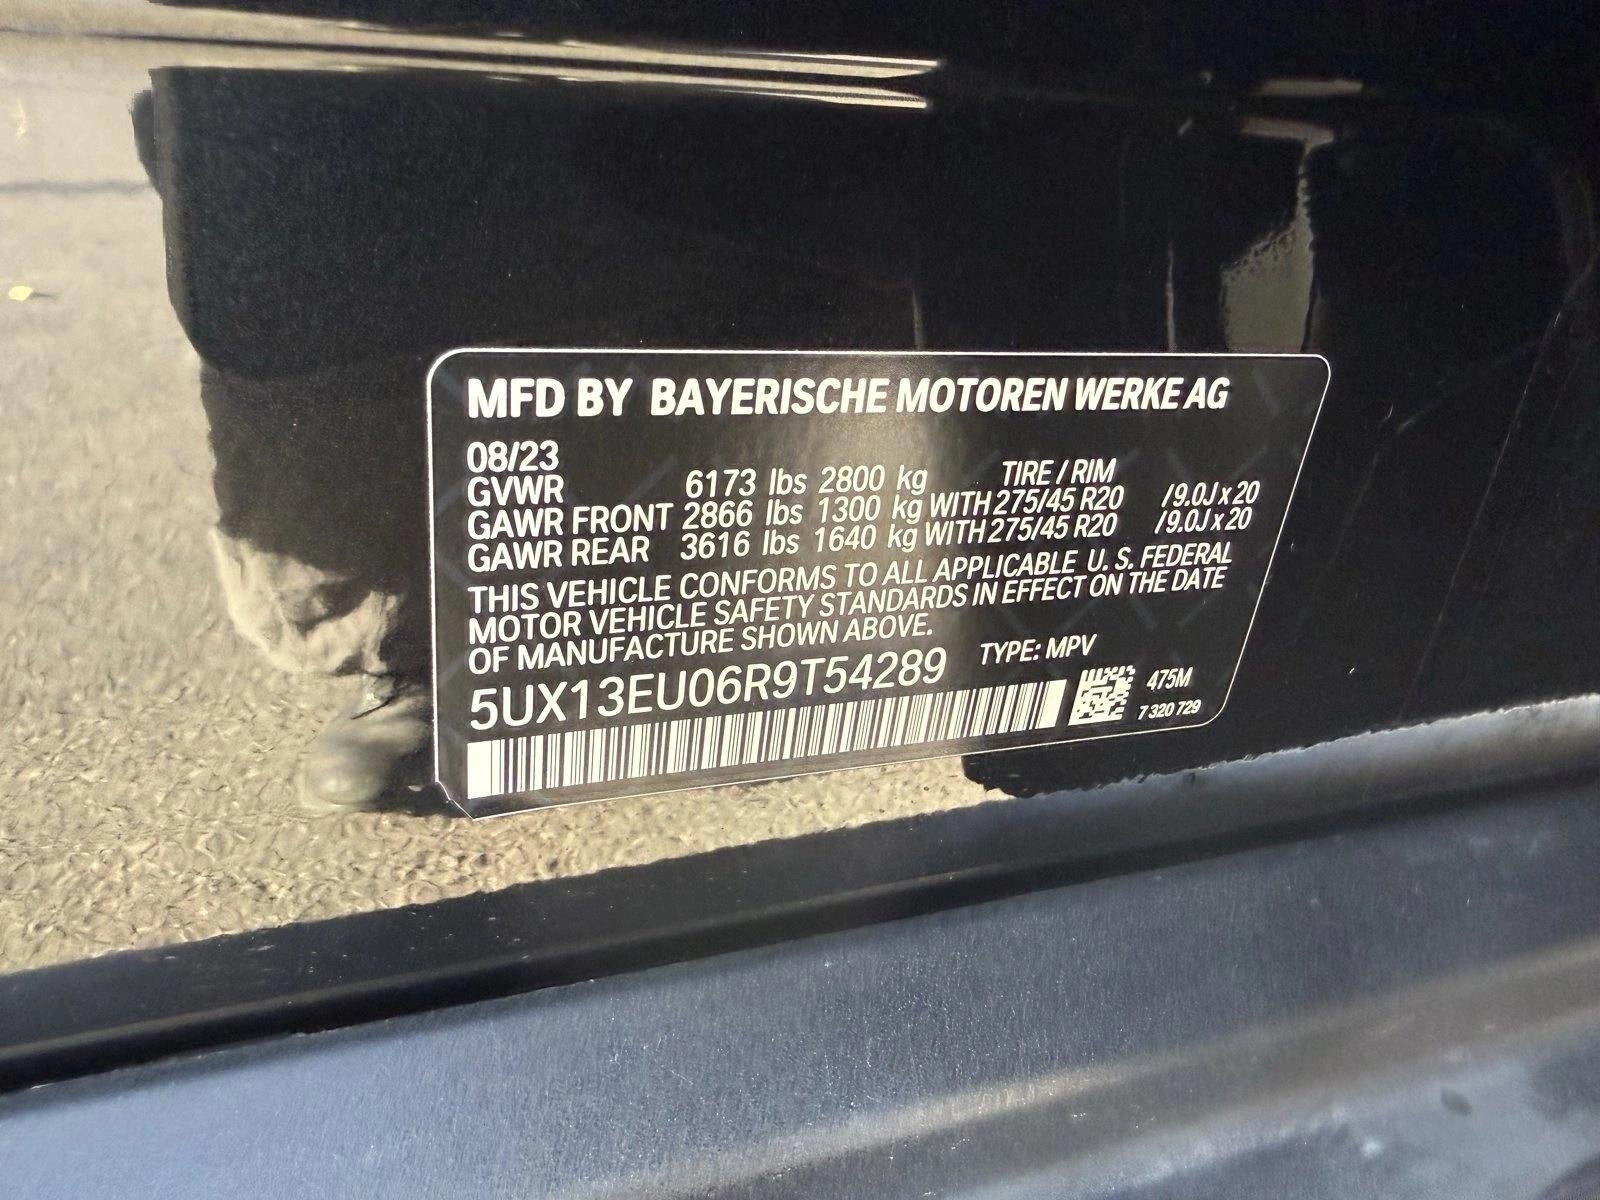 MFD BY BAYERISCHE MOTOREN WERKE AG
08/23
GVWR 6173 lbs 2800 kg TIRE / RIM
GAWR FRONT 2866 lbs 1300 kg WITH 275/45 R20 /9.0J x 20
GAWR REAR 3616 lbs 1640 kg WITH 275/45 R20 /9.0J x 20
THIS VEHICLE CONFORMS TO ALL APPLICABLE U. S. FEDERAL
MOTOR VEHICLE SAFETY STANDARDS IN EFFECT ON THE DATE
OF MANUFACTURE SHOWN ABOVE.
5UX13EU06R9T54289 TYPE: MPV
475M
7 320 729